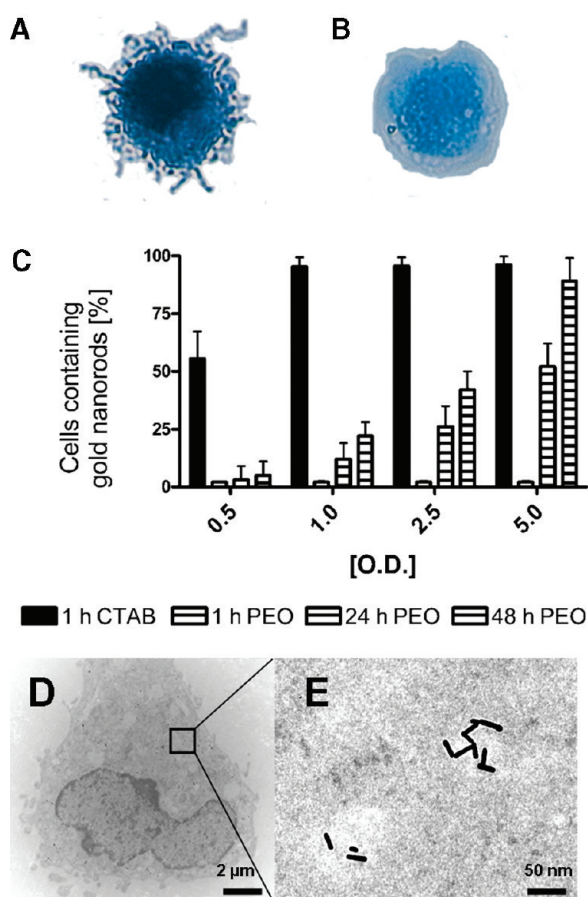 A
B
C
Cells containing
gold nanorods [%]
100
75
50
25
0
0.5 1.0 2.5 5.0
[O.D.]
1 h CTAB 1 h PEO 24 h PEO 48 h PEO
D
E
2 µm
50 nm